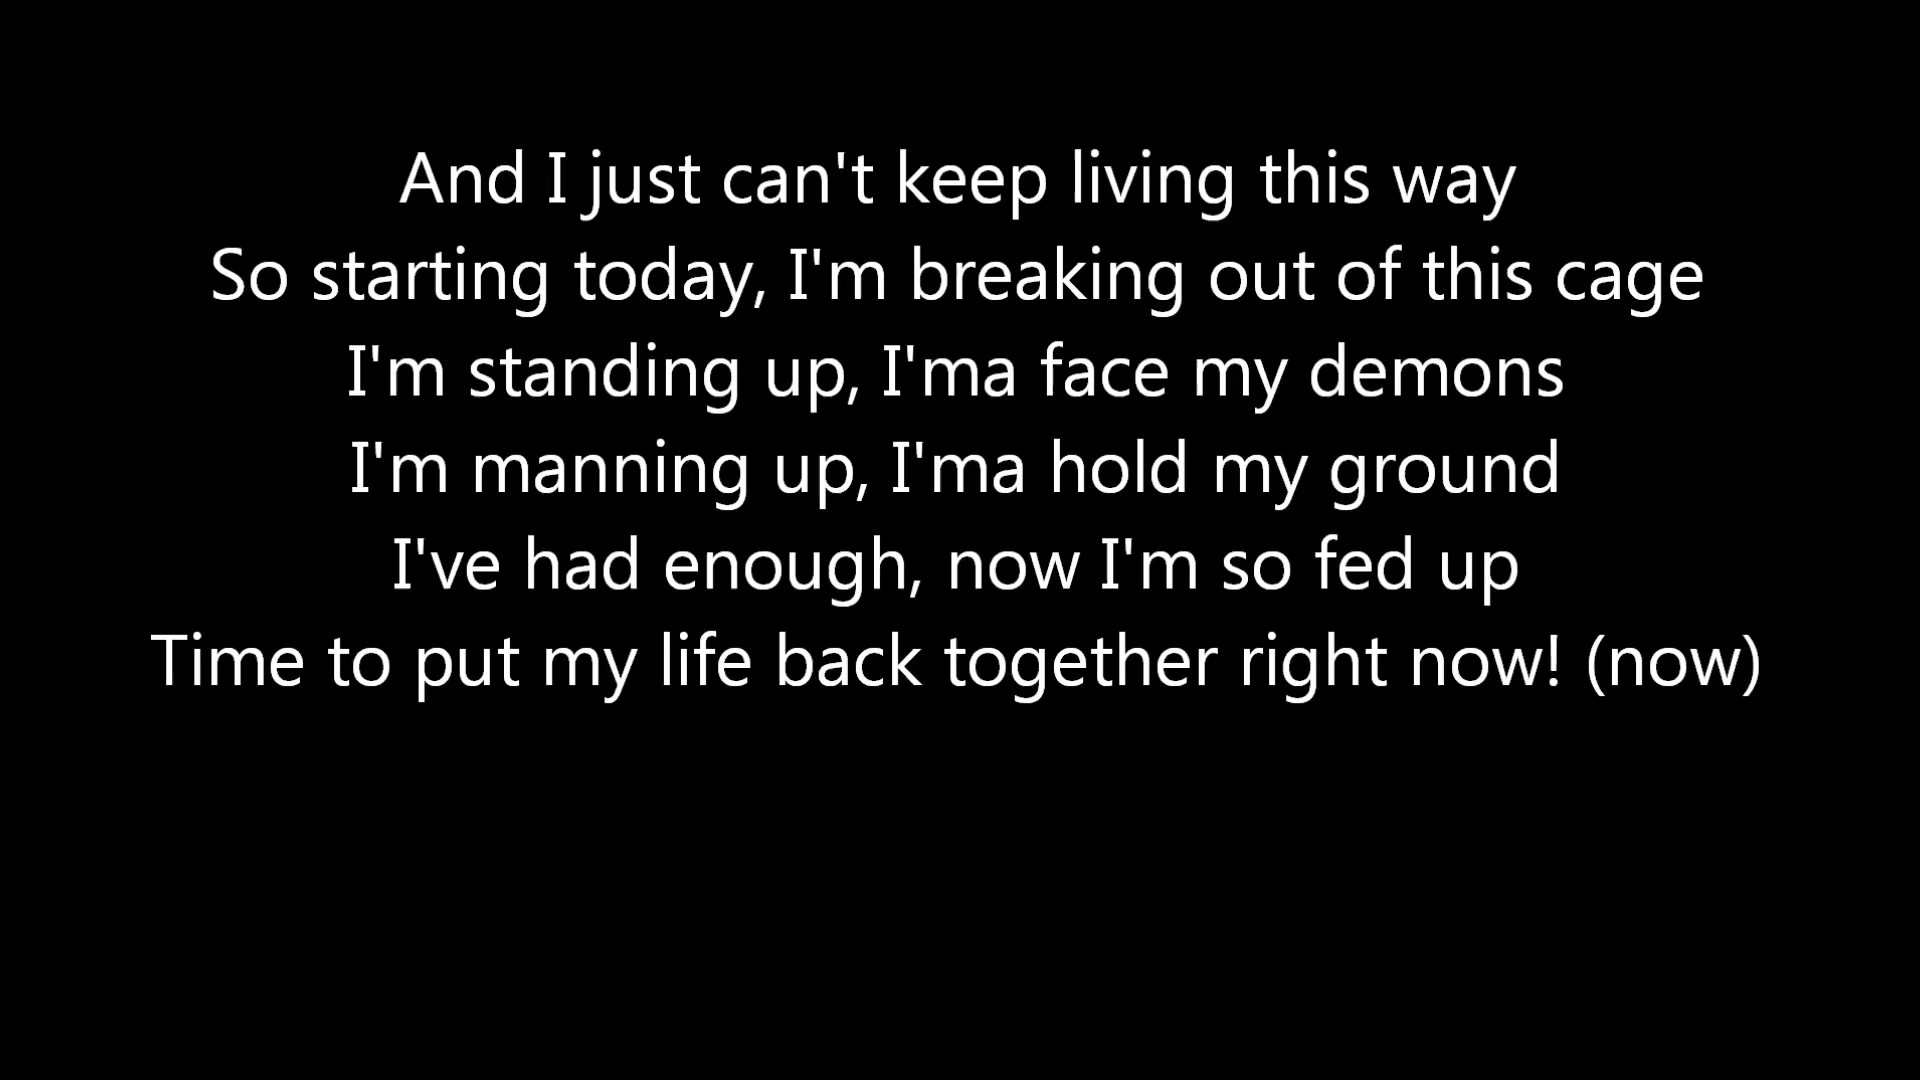 And I just can't keep living this way
So starting today, I'm breaking out of this cage
I'm standing up, I'ma face my demons
I'm manning up, I'ma hold my ground
I've had enough, now I'm so fed up
Time to put my life back together right now! (now)